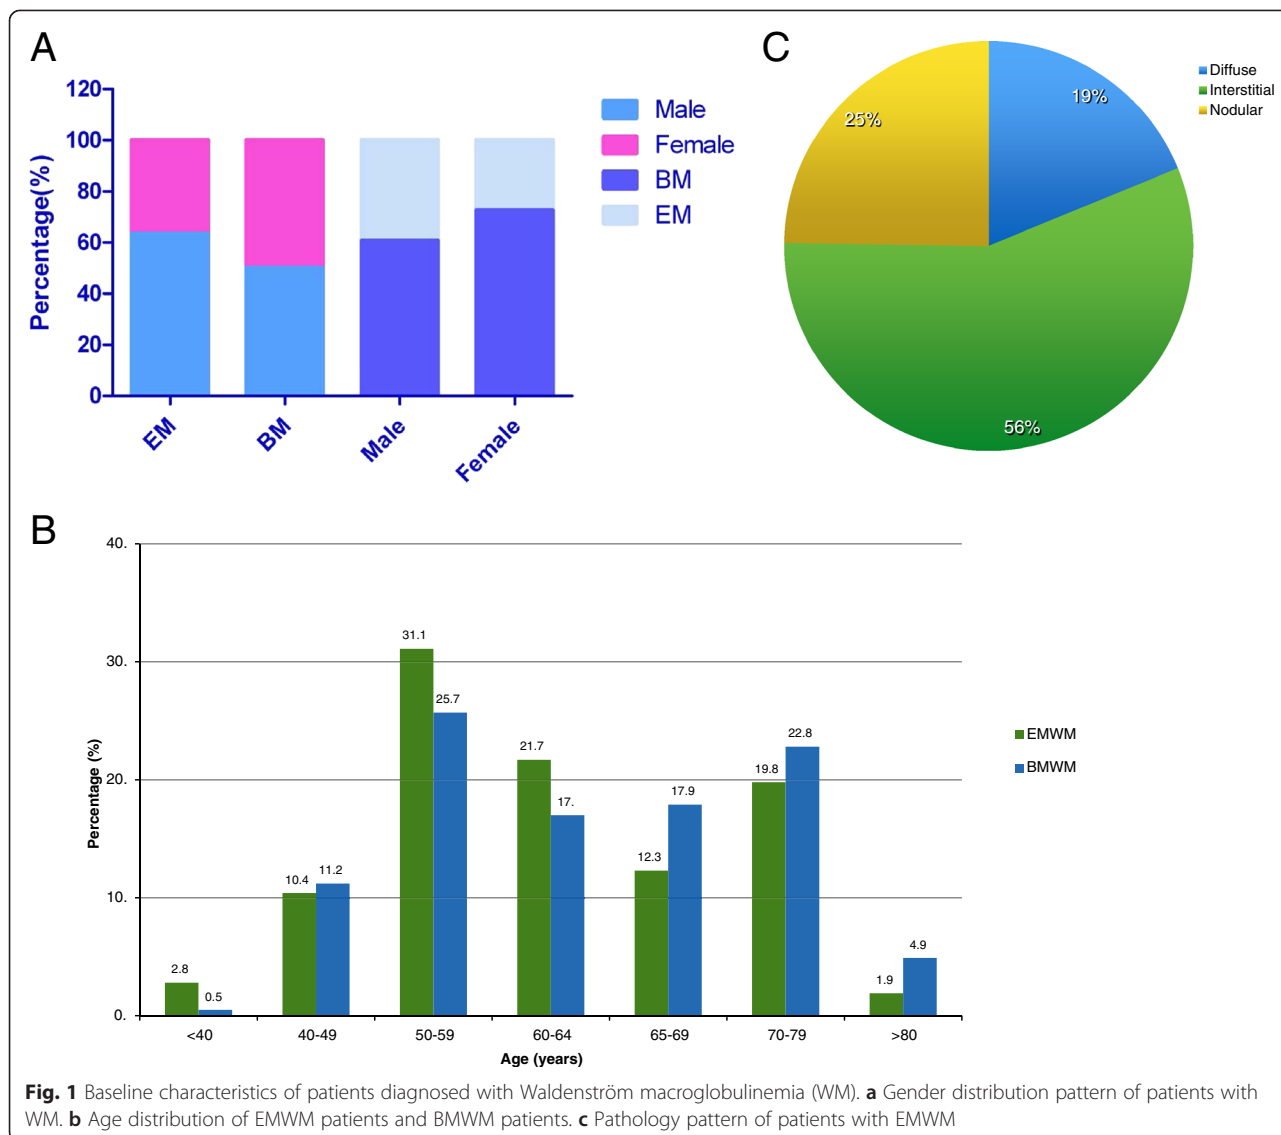 A
120
100
80
60
40
20
0
Percentage(%)
EM
BM
Male
Female
Male
Female
BM
EM
C
19%
25%
56%
Diffuse
Interstitial
Nodular
B
40.
30.
20.
10.
0.
Percentage (%)
2.8
0.5
10.4
11.2
31.1
25.7
21.7
17.
12.3
17.9
19.8
22.8
1.9
4.9
<40
40-49
50-59
60-64
65-69
70-79
>80
Age (years)
EMWM
BMWM
Fig. 1 Baseline characteristics of patients diagnosed with Waldenström macroglobulinemia (WM). a Gender distribution pattern of patients with
WM. b Age distribution of EMWM patients and BMWM patients. c Pathology pattern of patients with EMWM